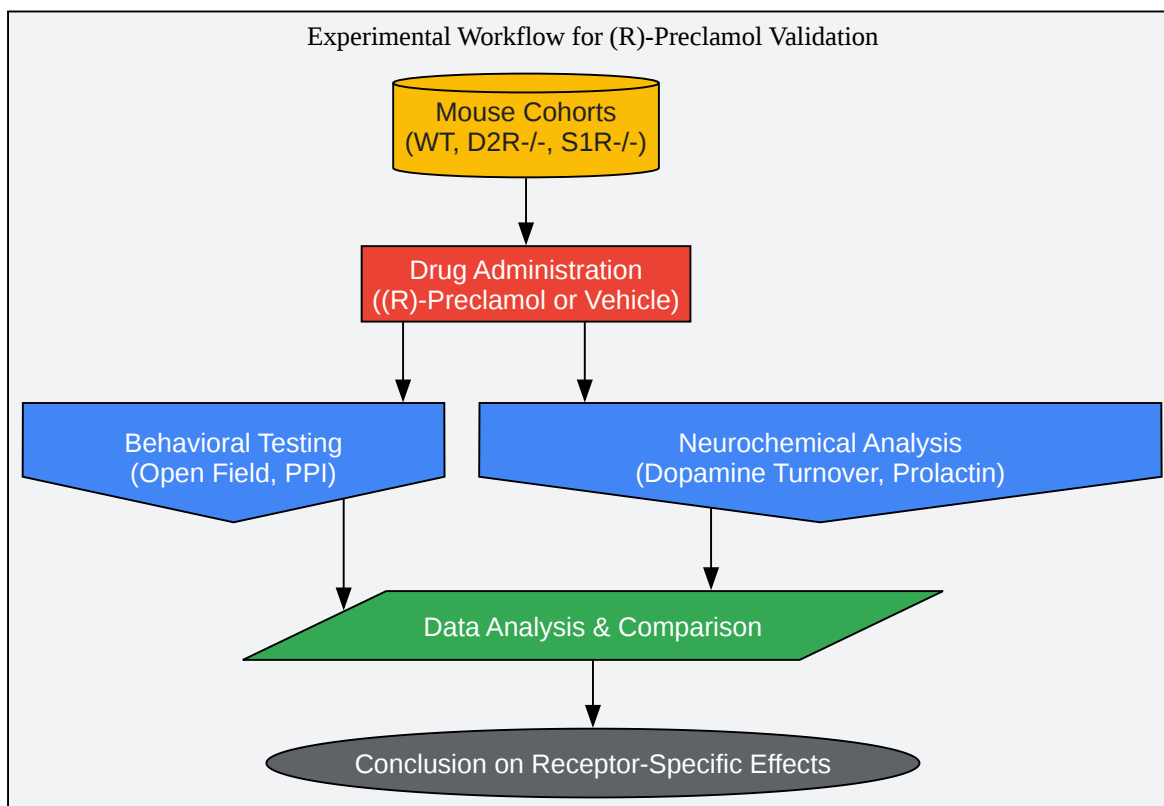 Experimental Workflow for (R)-Preclamol Validation
Mouse Cohorts
(WT, D2R-/-, S1R-/-)
Drug Administration
((R)-Preclamol or Vehicle)
Behavioral Testing
(Open Field, PPI)
Neurochemical Analysis
(Dopamine Turnover, Prolactin)
Data Analysis & Comparison
Conclusion on Receptor-Specific Effects